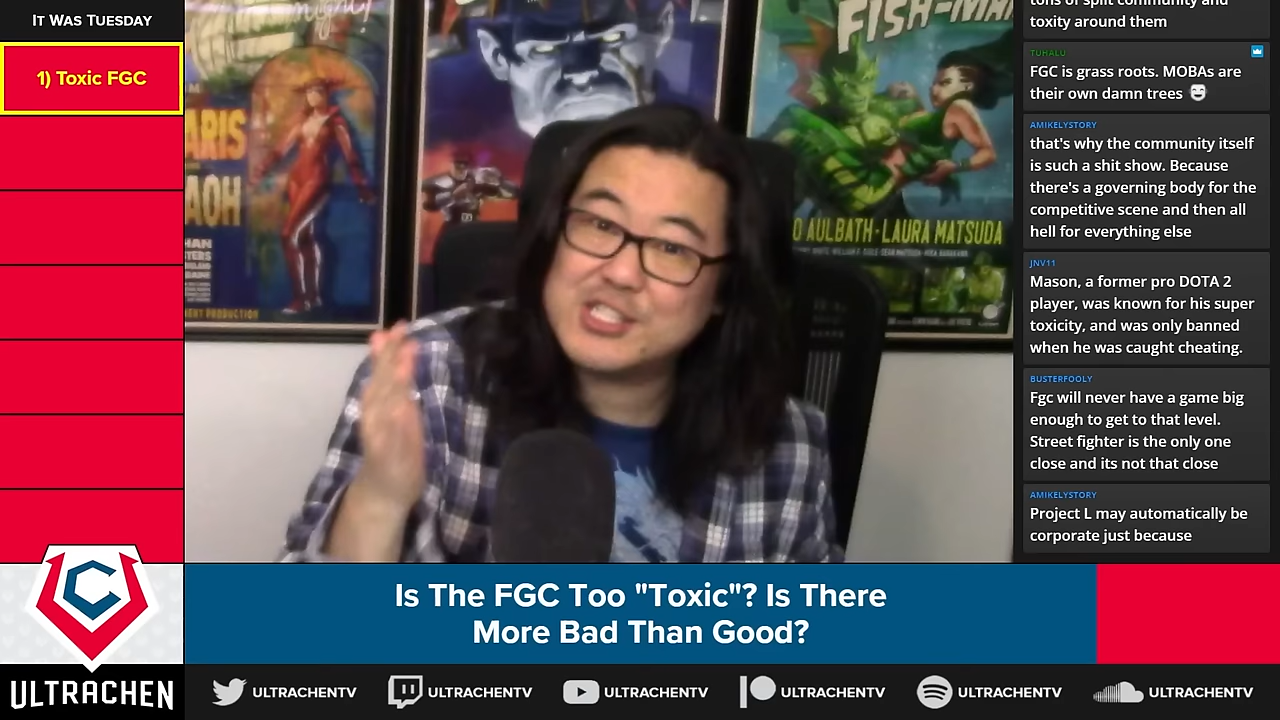 It Was Tuesday
1) Toxic FGC
FISH-MAN
ARIS
AOH
O AULBATH · LAURA MATSUDA
ENT PRODUCTION
tons of split community and
toxity around them
TUHALU
FGC is grass roots. MOBAs are
their own damn trees
AMIKELYSTORY
that's why the community itself
is such a shit show. Because
there's a governing body for the
competitive scene and then all
hell for everything else
JNV11
Mason, a former pro DOTA 2
player, was known for his super
toxicity, and was only banned
when he was caught cheating.
BUSTERFOOLY
Fgc will never have a game big
enough to get to that level.
Street fighter is the only one
close and its not that close
AMIKELYSTORY
Project L may automatically be
corporate just because
Is The FGC Too "Toxic"? Is There
More Bad Than Good?
ULTRACHEN
ULTRACHENTV
ULTRACHENTV
ULTRACHENTV
ULTRACHENTV
ULTRACHENTV
ULTRACHENTV